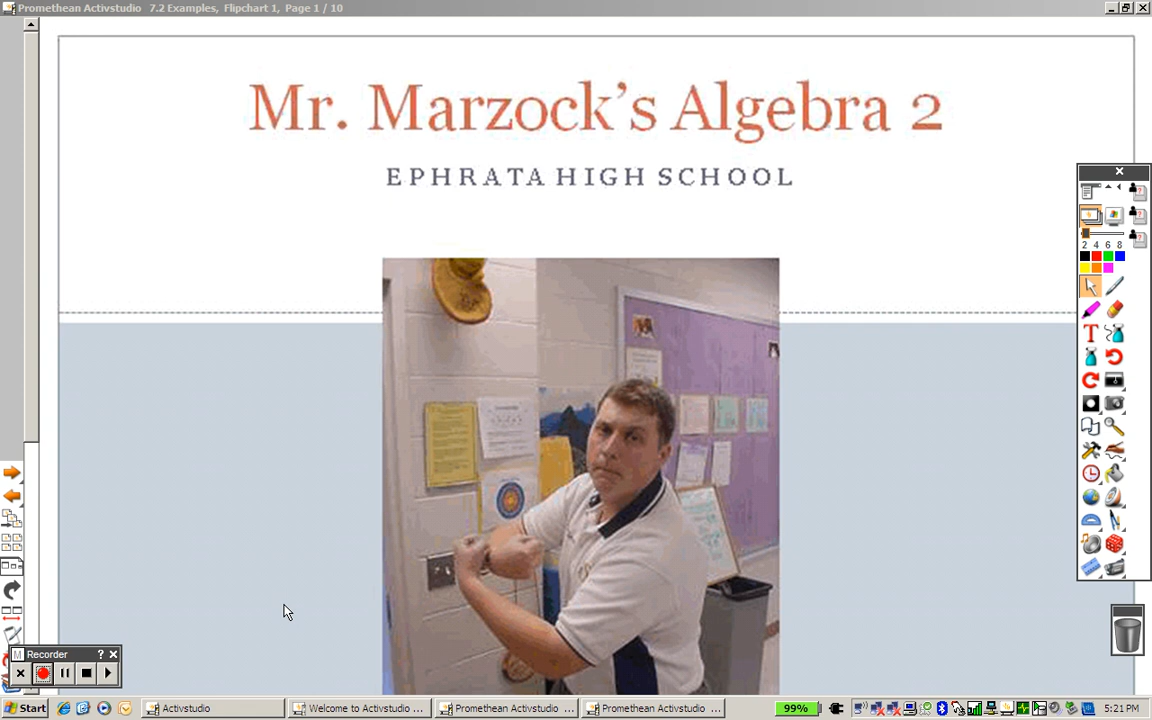 Promethean Activstudio   7.2 Examples, Flipchart 1, Page 1 / 10
Mr. Marzock's Algebra 2
EPHRATA HIGH SCHOOL
2 4 6 8
T
M Recorder ?
Start
Activstudio
Welcome to Activstudio ...
Promethean Activstudio ...
Promethean Activstudio ...
99%
5:21 PM